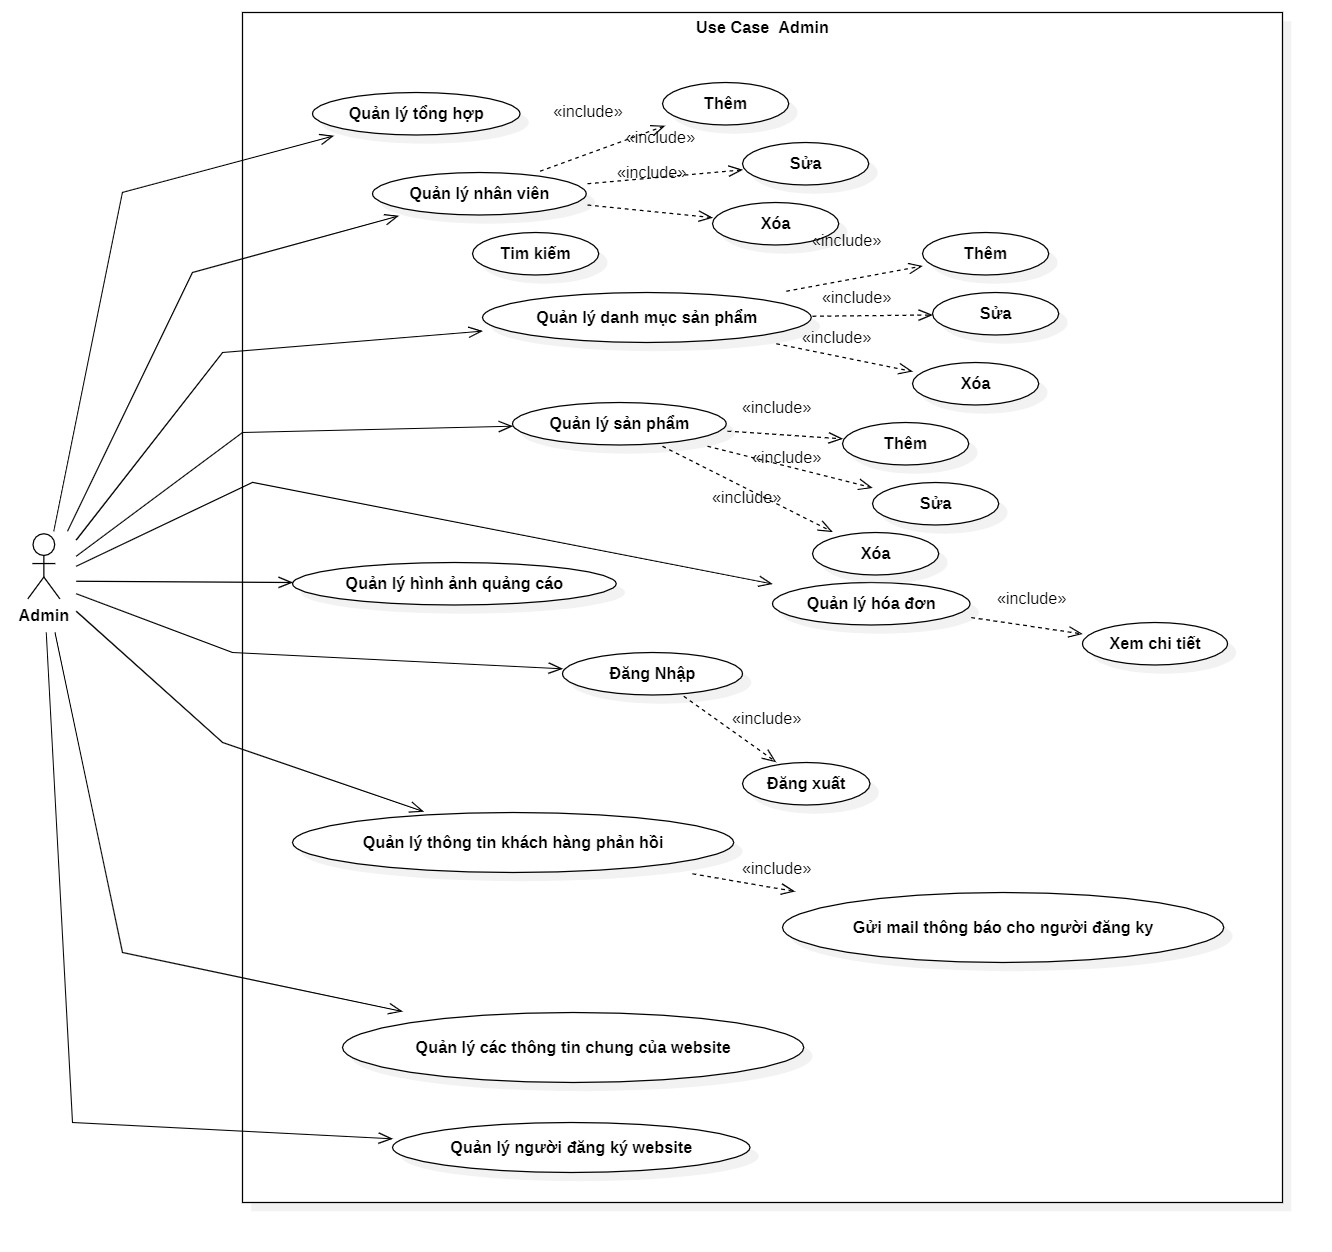 Use Case  Admin
Quản lý tổng hợp
«include»
Thêm
«include»
Sửa
«include»
Quản lý nhân viên
Xóa
«include»
Tim kiếm
Thêm
«include»
Quản lý danh mục sản phẩm
Sửa
«include»
Xóa
«include»
Quản lý sản phẩm
Thêm
«include»
«include»
Sửa
Xóa
Quản lý hình ảnh quảng cáo
Quản lý hóa đơn
«include»
Admin
Xem chi tiết
Đăng Nhập
«include»
Đăng xuất
Quản lý thông tin khách hàng phản hồi
«include»
Gửi mail thông báo cho người đăng ky
Quản lý các thông tin chung của website
Quản lý người đăng ký website